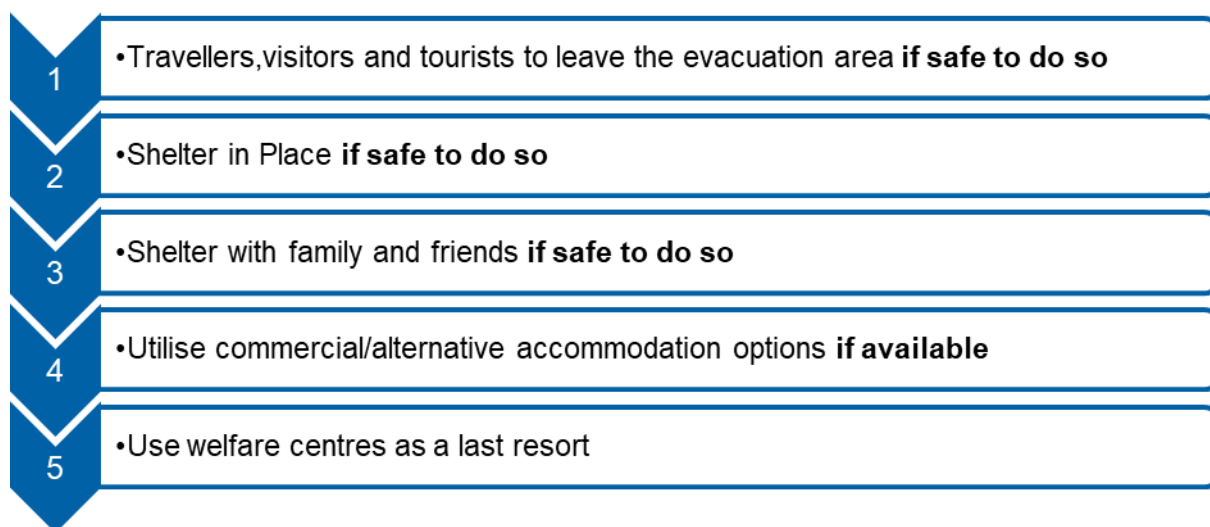 1
•Travellers,visitors and tourists to leave the evacuation area if safe to do so
2
•Shelter in Place if safe to do so
3
•Shelter with family and friends if safe to do so
4
•Utilise commercial/alternative accommodation options if available
5
•Use welfare centres as a last resort